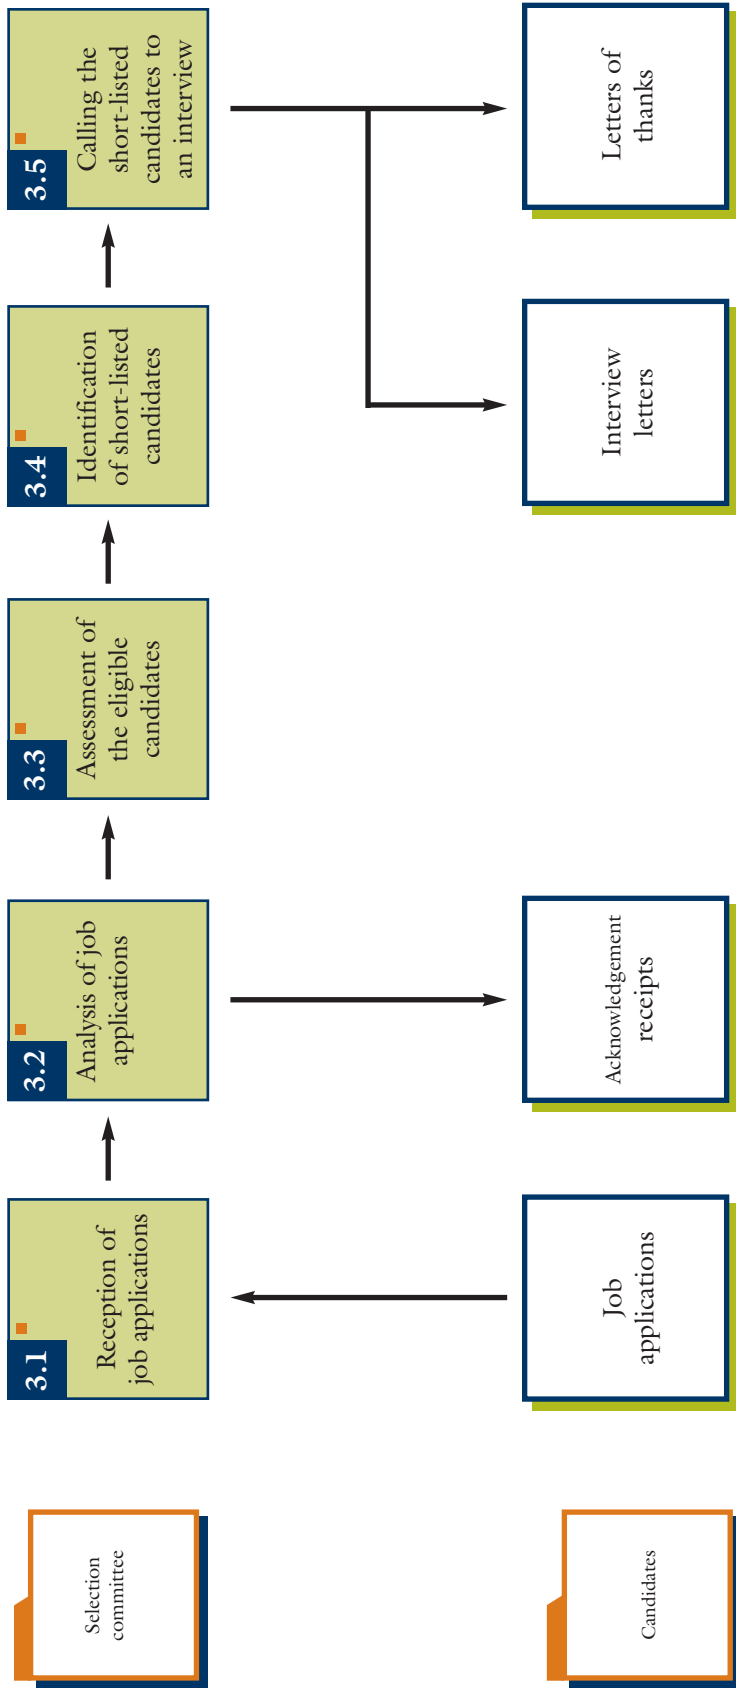 Selection
committee
3.1
Reception of
job applications
3.2
Analysis of job
applications
3.3
Assessment of
the eligible
candidates
3.4
Identification
of short-listed
candidates
3.5
Calling the
short-listed
candidates to
an interview
Candidates
Job
applications
Acknowledgement
receipts
Interview
letters
Letters of
thanks